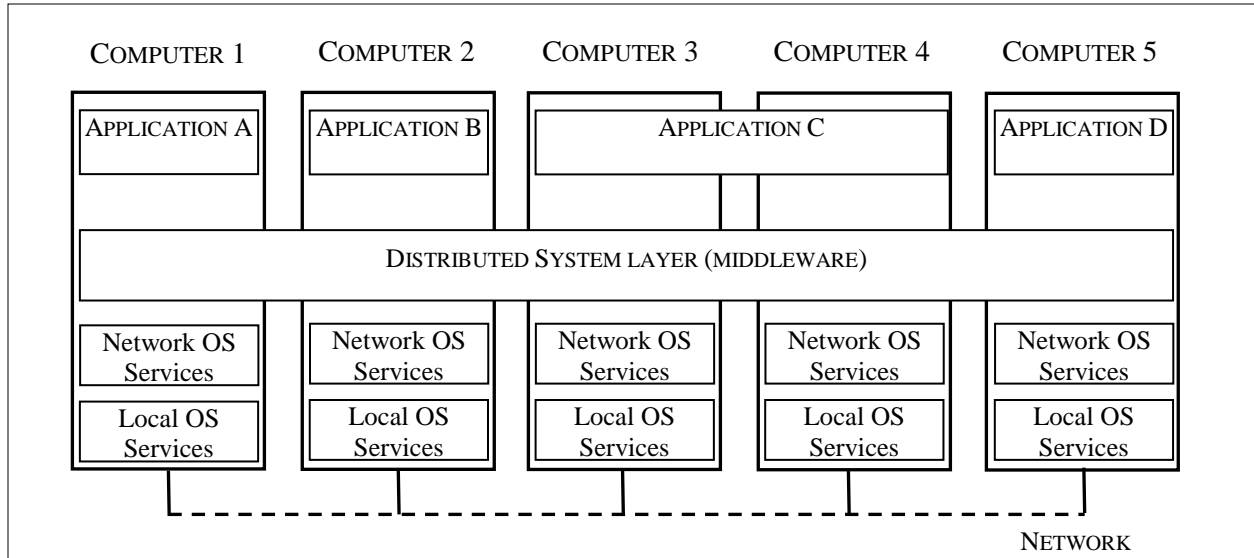 COMPUTER 1
COMPUTER 2
COMPUTER 3
COMPUTER 4
COMPUTER 5
APPLICATION A
APPLICATION B
APPLICATION C
APPLICATION D
DISTRIBUTED SYSTEM LAYER (MIDDLEWARE)
Network OS
Services
Network OS
Services
Network OS
Services
Network OS
Services
Network OS
Services
Local OS
Services
Local OS
Services
Local OS
Services
Local OS
Services
Local OS
Services
NETWORK